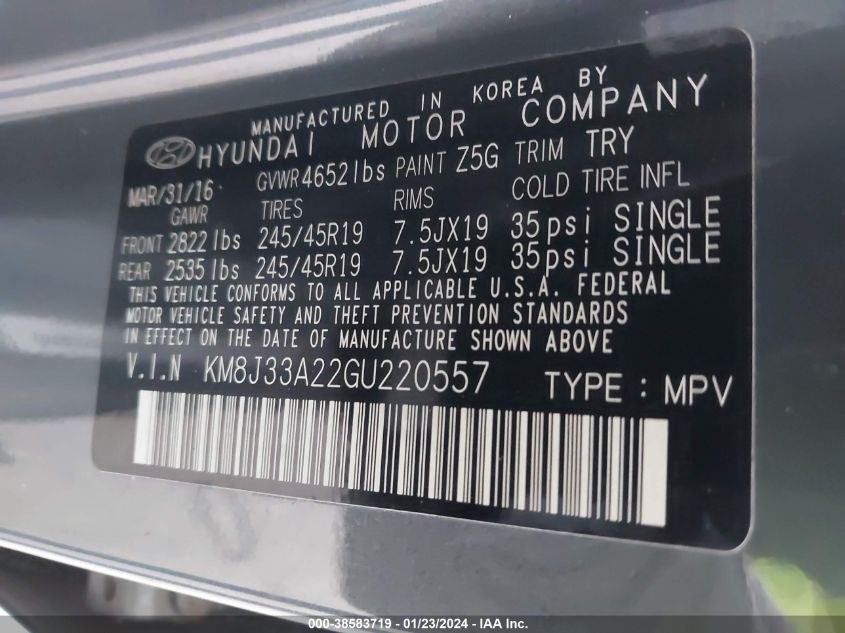 MANUFACTURED IN KOREA BY
HYUNDAI MOTOR COMPANY
MAR/31/16 GVWR 4652lbs PAINT Z5G TRIM TRY
GAWR TIRES RIMS COLD TIRE INFL
FRONT 2822 lbs 245/45R19 7.5JX19 35psi SINGLE
REAR 2535 lbs 245/45R19 7.5JX19 35psi SINGLE
THIS VEHICLE CONFORMS TO ALL APPLICABLE U.S.A. FEDERAL
MOTOR VEHICLE SAFETY AND THEFT PREVENTION STANDARDS
IN EFFECT ON THE DATE OF MANUFACTURE SHOWN ABOVE
V.I.N KM8J33A22GU220557 TYPE : MPV
000-38583719 - 01/23/2024 - IAA Inc.